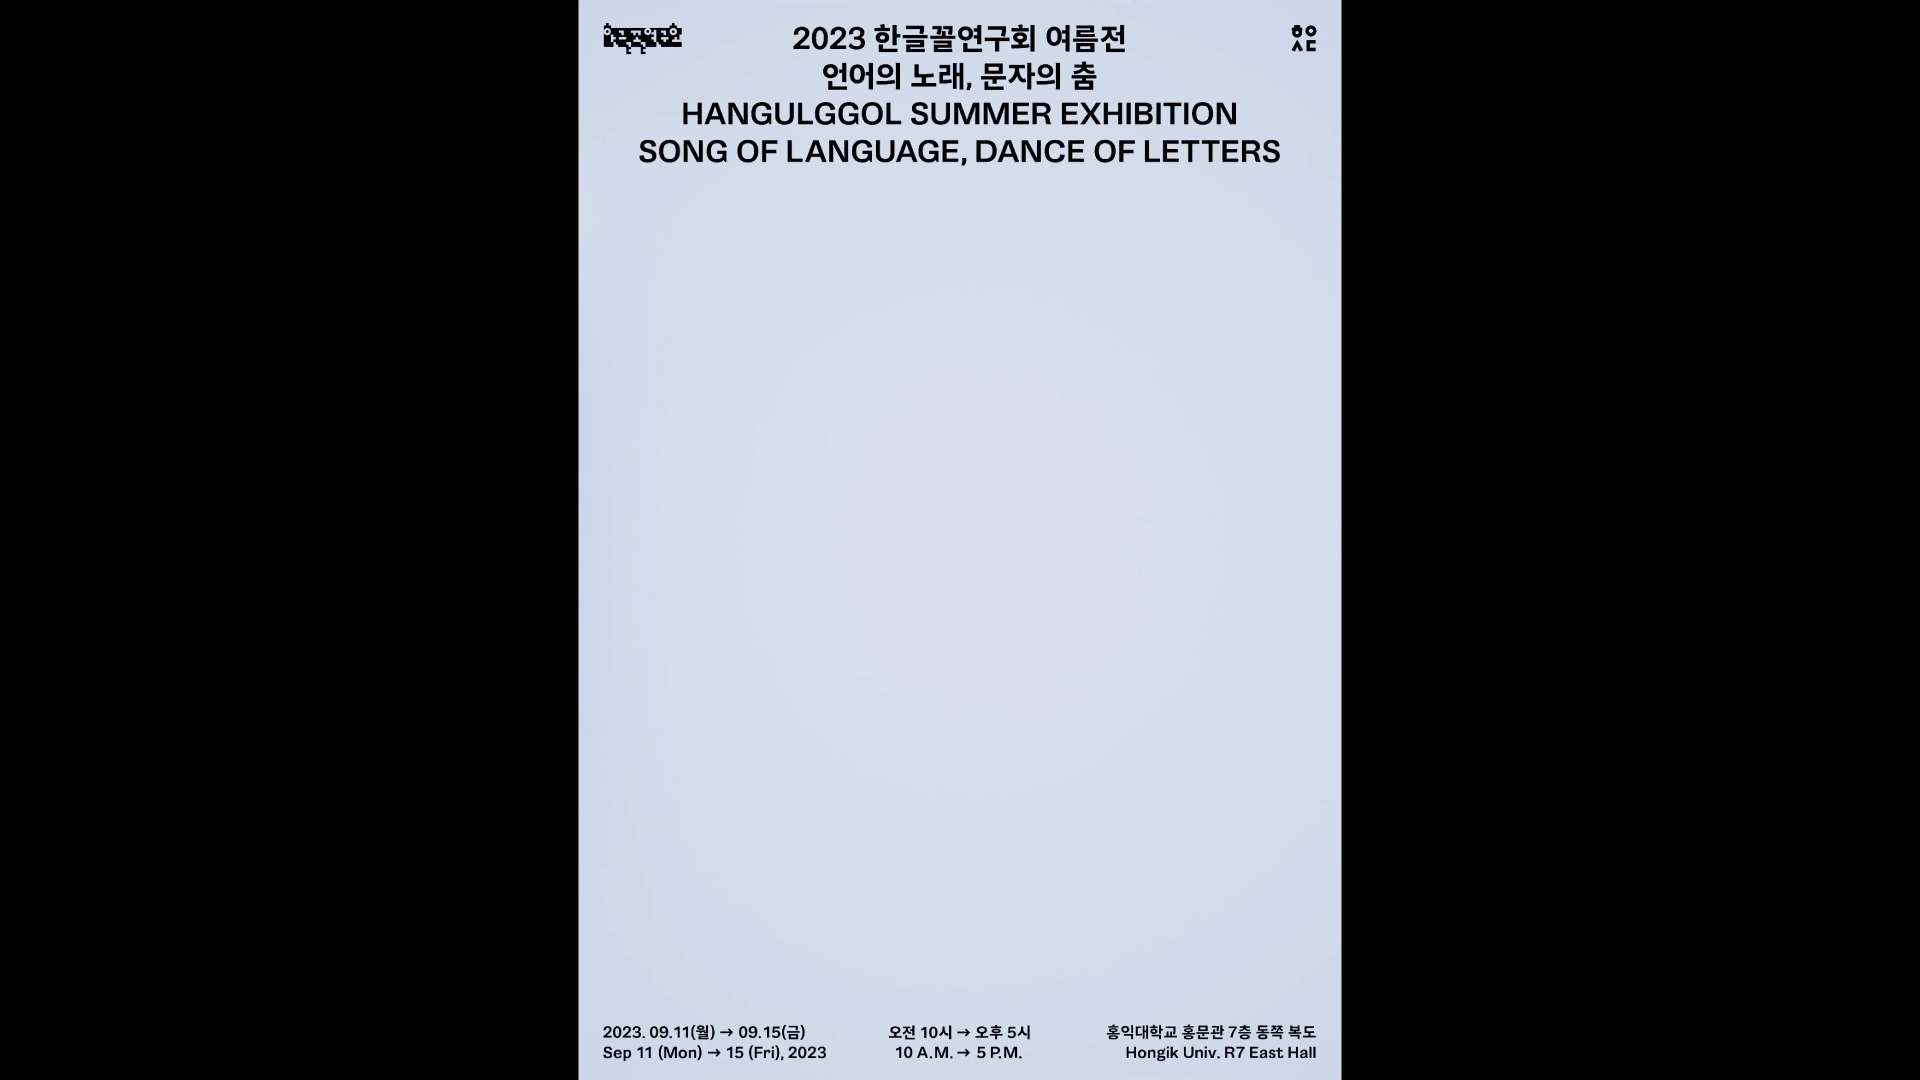 2023 한글꼴연구회 여름전
언어의 노래, 문자의 춤
HANGULGGOL SUMMER EXHIBITION
SONG OF LANGUAGE, DANCE OF LETTERS
2023. 09.11(월) → 09.15(금)
Sep 11 (Mon) → 15 (Fri), 2023
오전 10시 → 오후 5시
10 A.M. → 5 P.M.
홍익대학교 홍문관 7층 동쪽 복도
Hongik Univ. R7 East Hall